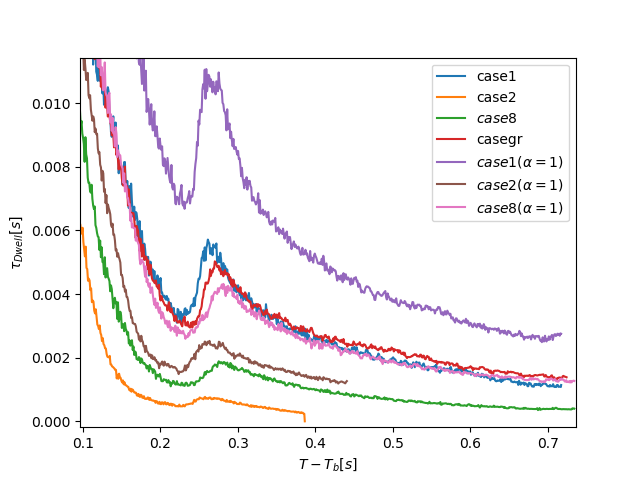 case1
case2
case8
casegr
case1(α = 1)
case2(α = 1)
case8(α = 1)
0.010
0.008
0.006
0.004
0.002
0.000
τ_Dwell[s]
0.1 0.2 0.3 0.4 0.5 0.6 0.7
T − T_b[s]